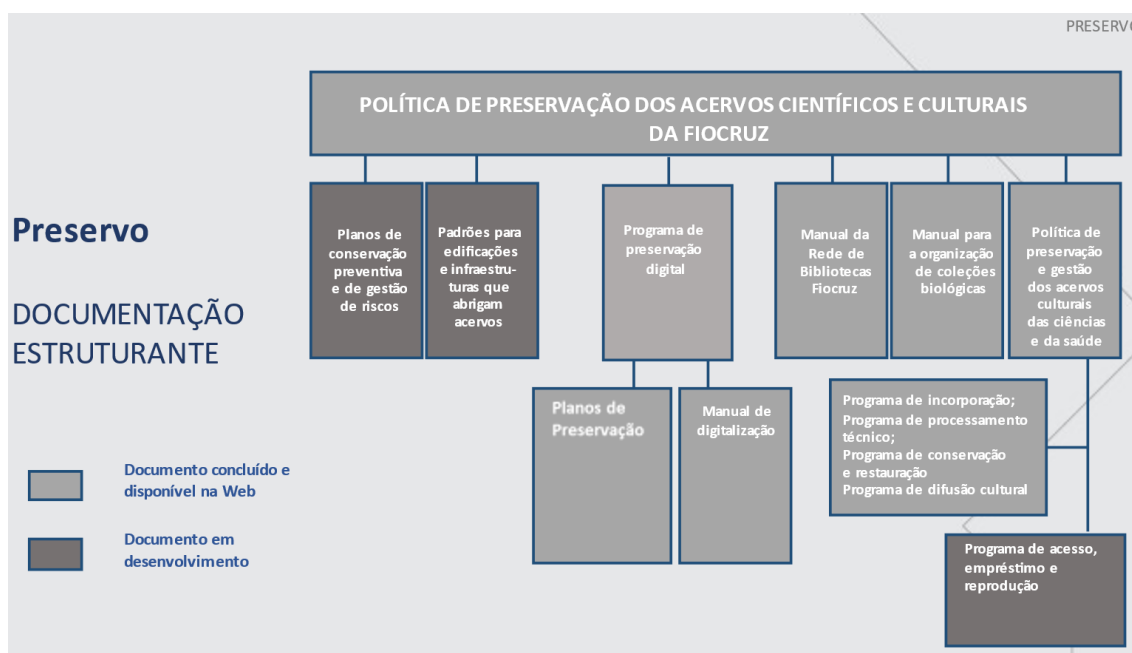 PRESERVO
POLÍTICA DE PRESERVAÇÃO DOS ACERVOS CIENTÍFICOS E CULTURAIS
DA FIOCRUZ
Preservo
DOCUMENTAÇÃO
ESTRUTURANTE
Planos de
conservação
preventiva
e de gestão
de riscos
Padrões para
edificações
e infraestru-
turas que
abrigam
acervos
Programa de
preservação
digital
Manual da
Rede de
Bibliotecas
Fiocruz
Manual para
a organização
de coleções
biológicas
Política de
preservação
e gestão
dos acervos
culturais
das ciências
e da saúde
Planos de
Preservação
Manual de
digitalização
Programa de incorporação;
Programa de processamento
técnico;
Programa de conservação
e restauração
Programa de difusão cultural
Programa de acesso,
empréstimo e
reprodução
Documento concluído e
disponível na Web
Documento em
desenvolvimento